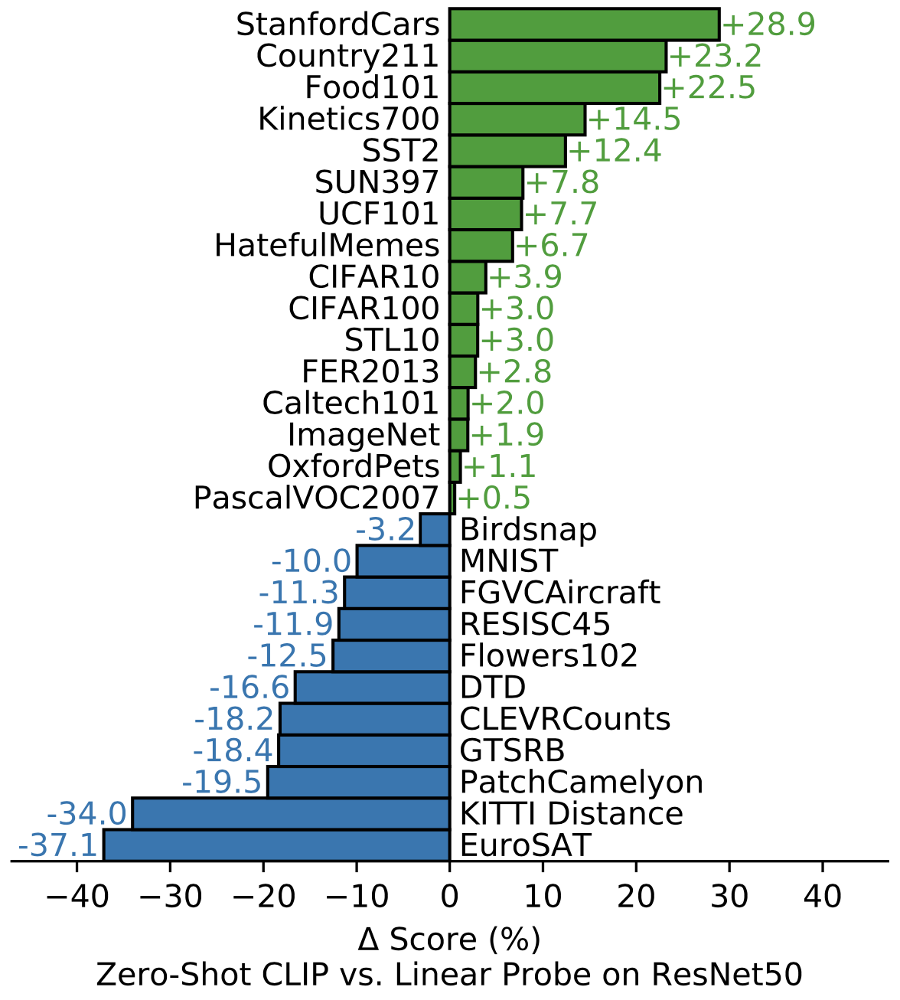 StanfordCars +28.9
Country211 +23.2
Food101 +22.5
Kinetics700 +14.5
SST2 +12.4
SUN397 +7.8
UCF101 +7.7
HatefulMemes +6.7
CIFAR10 +3.9
CIFAR100 +3.0
STL10 +3.0
FER2013 +2.8
Caltech101 +2.0
ImageNet +1.9
OxfordPets +1.1
PascalVOC2007 +0.5
-3.2 Birdsnap
-10.0 MNIST
-11.3 FGVCAircraft
-11.9 RESISC45
-12.5 Flowers102
-16.6 DTD
-18.2 CLEVRCounts
-18.4 GTSRB
-19.5 PatchCamelyon
-34.0 KITTI Distance
-37.1 EuroSAT
−40 −30 −20 −10 0 10 20 30 40
Δ Score (%)
Zero-Shot CLIP vs. Linear Probe on ResNet50